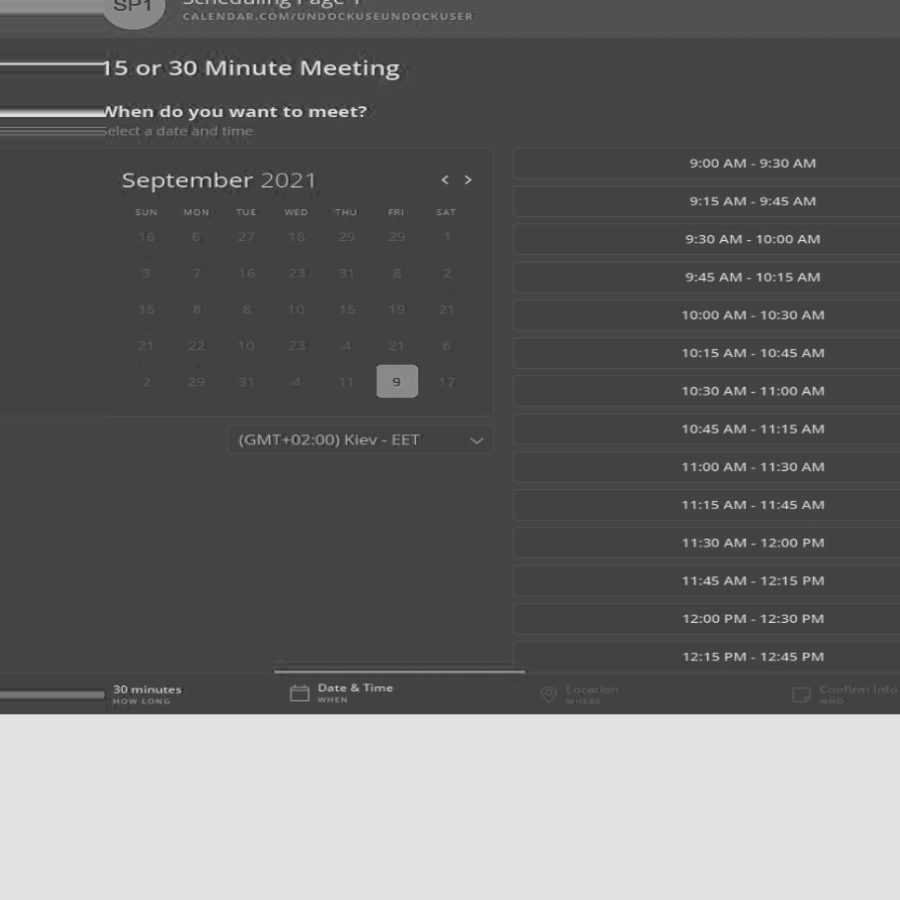 SP1
Scheduling Page 1
CALENDAR.COM/UNDOCKUSEUNDOCKUSER
15 or 30 Minute Meeting
When do you want to meet?
Select a date and time
September 2021 < >
SUN MON TUE WED THU FRI SAT
16 6 27 18 29 29 1
3 7 16 23 31 8 2
15 8 8 10 15 19 21
21 22 10 23 4 21 6
2 29 31 4 11 9 17
(GMT+02:00) Kiev - EET
9:00 AM - 9:30 AM
9:15 AM - 9:45 AM
9:30 AM - 10:00 AM
9:45 AM - 10:15 AM
10:00 AM - 10:30 AM
10:15 AM - 10:45 AM
10:30 AM - 11:00 AM
10:45 AM - 11:15 AM
11:00 AM - 11:30 AM
11:15 AM - 11:45 AM
11:30 AM - 12:00 PM
11:45 AM - 12:15 PM
12:00 PM - 12:30 PM
12:15 PM - 12:45 PM
30 minutes
HOW LONG
Date & Time
WHEN
Location
WHERE
Confirm Info
WHO